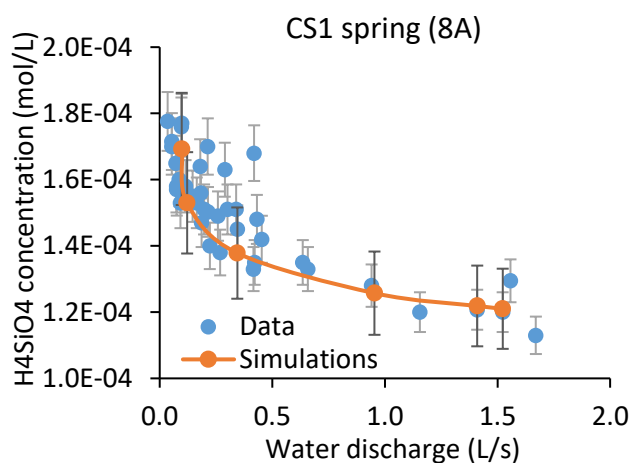 CS1 spring (8A)
H4SiO4 concentration (mol/L)
2.0E-04
1.8E-04
1.6E-04
1.4E-04
1.2E-04
1.0E-04
Data
Simulations
0.0 0.5 1.0 1.5 2.0
Water discharge (L/s)